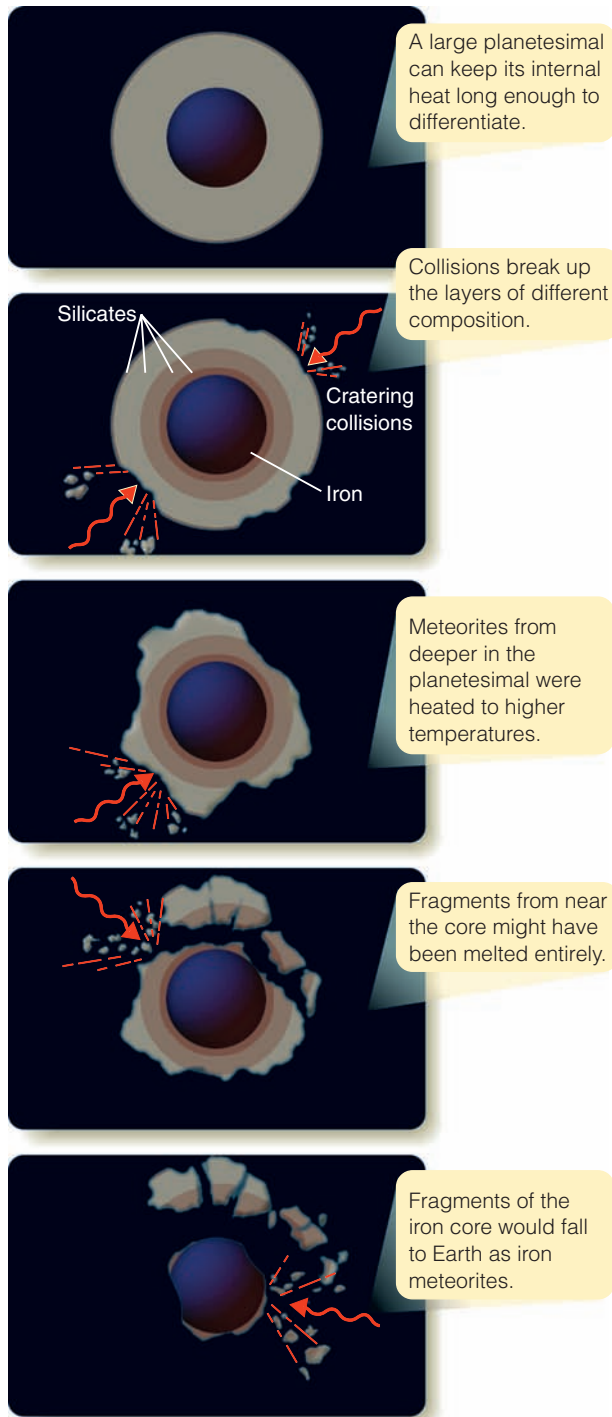 A large planetesimal
can keep its internal
heat long enough to
differentiate.
Collisions break up
the layers of different
composition.
Silicates
Cratering
collisions
Iron
Meteorites from
deeper in the
planetesimal were
heated to higher
temperatures.
Fragments from near
the core might have
been melted entirely.
Fragments of the
iron core would fall
to Earth as iron
meteorites.